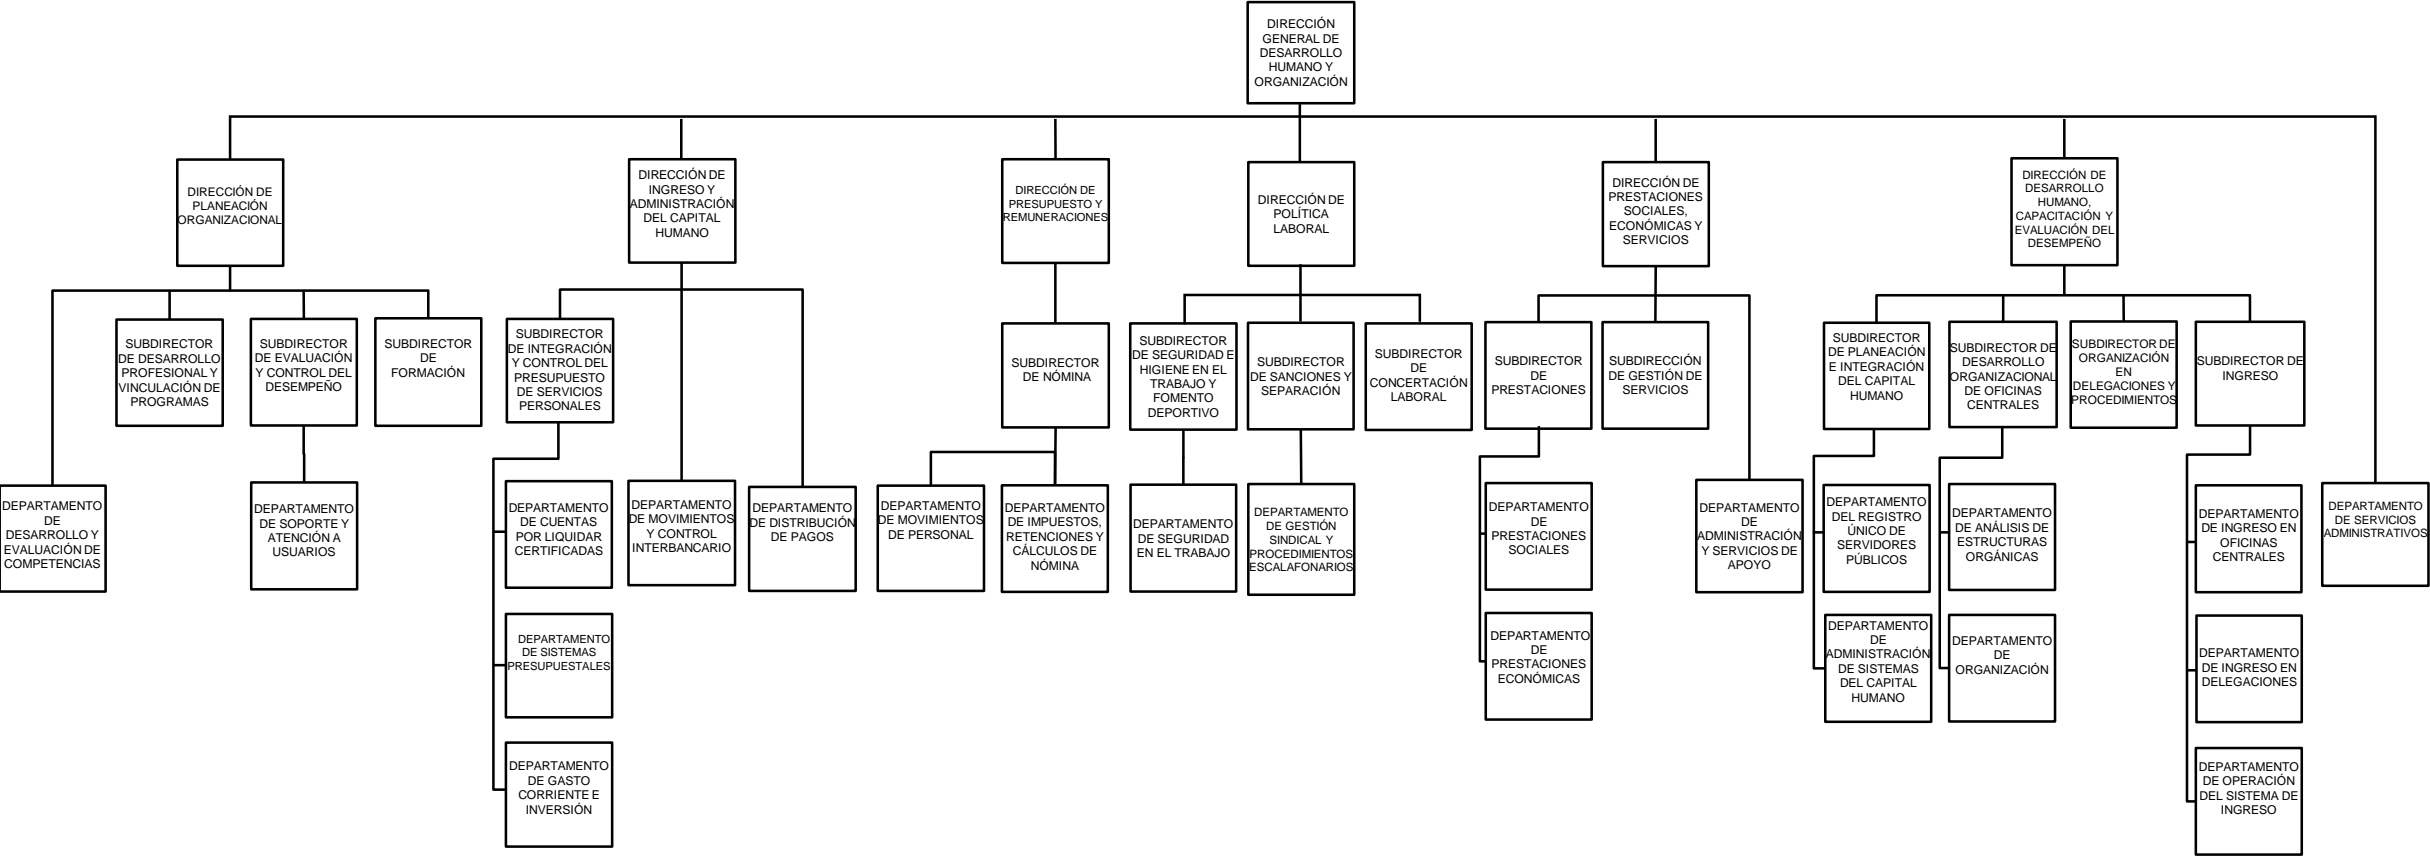 DIRECCIÓN
GENERAL DE
DESARROLLO
HUMANO Y
ORGANIZACIÓN
DIRECCIÓN DE
PLANEACIÓN
ORGANIZACIONAL
DIRECCIÓN DE
INGRESO Y
ADMINISTRACIÓN
DEL CAPITAL
HUMANO
DIRECCIÓN DE
PRESUPUESTO Y
REMUNERACIONES
DIRECCIÓN DE
POLÍTICA
LABORAL
DIRECCIÓN DE
PRESTACIONES
SOCIALES,
ECONÓMICAS Y
SERVICIOS
DIRECCIÓN DE
DESARROLLO
HUMANO,
CAPACITACIÓN Y
EVALUACIÓN DEL
DESEMPEÑO
SUBDIRECTOR
DE DESARROLLO
PROFESIONAL Y
VINCULACIÓN DE
PROGRAMAS
SUBDIRECTOR
DE EVALUACIÓN
Y CONTROL DEL
DESEMPEÑO
SUBDIRECTOR
DE
FORMACIÓN
SUBDIRECTOR
DE INTEGRACIÓN
Y CONTROL DEL
PRESUPUESTO
DE SERVICIOS
PERSONALES
SUBDIRECTOR
DE NÓMINA
SUBDIRECTOR
DE SEGURIDAD E
HIGIENE EN EL
TRABAJO Y
FOMENTO
DEPORTIVO
SUBDIRECTOR
DE SANCIONES Y
SEPARACIÓN
SUBDIRECTOR
DE
CONCERTACIÓN
LABORAL
SUBDIRECTOR
DE
PRESTACIONES
SUBDIRECCIÓN
DE GESTIÓN DE
SERVICIOS
SUBDIRECTOR
DE PLANEACIÓN
E INTEGRACIÓN
DEL CAPITAL
HUMANO
SUBDIRECTOR DE
DESARROLLO
ORGANIZACIONAL
DE OFICINAS
CENTRALES
SUBDIRECTOR DE
ORGANIZACIÓN
EN
DELEGACIONES Y
PROCEDIMIENTOS
SUBDIRECTOR DE
INGRESO
DEPARTAMENTO
DE
DESARROLLO Y
EVALUACIÓN DE
COMPETENCIAS
DEPARTAMENTO
DE SOPORTE Y
ATENCIÓN A
USUARIOS
DEPARTAMENTO
DE CUENTAS
POR LIQUIDAR
CERTIFICADAS
DEPARTAMENTO
DE MOVIMIENTOS
Y CONTROL
INTERBANCARIO
DEPARTAMENTO
DE DISTRIBUCIÓN
DE PAGOS
DEPARTAMENTO
DE MOVIMIENTOS
DE PERSONAL
DEPARTAMENTO
DE IMPUESTOS,
RETENCIONES Y
CÁLCULOS DE
NÓMINA
DEPARTAMENTO
DE SEGURIDAD
EN EL TRABAJO
DEPARTAMENTO
DE GESTIÓN
SINDICAL Y
PROCEDIMENTOS
ESCALAFONARIOS
DEPARTAMENTO
DE
PRESTACIONES
SOCIALES
DEPARTAMENTO
DE
ADMINISTRACIÓN
Y SERVICIOS DE
APOYO
DEPARTAMENTO
DEL REGISTRO
ÚNICO DE
SERVIDORES
PÚBLICOS
DEPARTAMENTO
DE ANÁLISIS DE
ESTRUCTURAS
ORGÁNICAS
DEPARTAMENTO
DE INGRESO EN
OFICINAS
CENTRALES
DEPARTAMENTO
DE SERVICIOS
ADMINISTRATIVOS
DEPARTAMENTO
DE SISTEMAS
PRESUPUESTALES
DEPARTAMENTO
DE
PRESTACIONES
ECONÓMICAS
DEPARTAMENTO
DE
ADMINISTRACIÓN
DE SISTEMAS
DEL CAPITAL
HUMANO
DEPARTAMENTO
DE
ORGANIZACIÓN
DEPARTAMENTO
DE INGRESO EN
DELEGACIONES
DEPARTAMENTO
DE GASTO
CORRIENTE E
INVERSIÓN
DEPARTAMENTO
DE OPERACIÓN
DEL SISTEMA DE
INGRESO